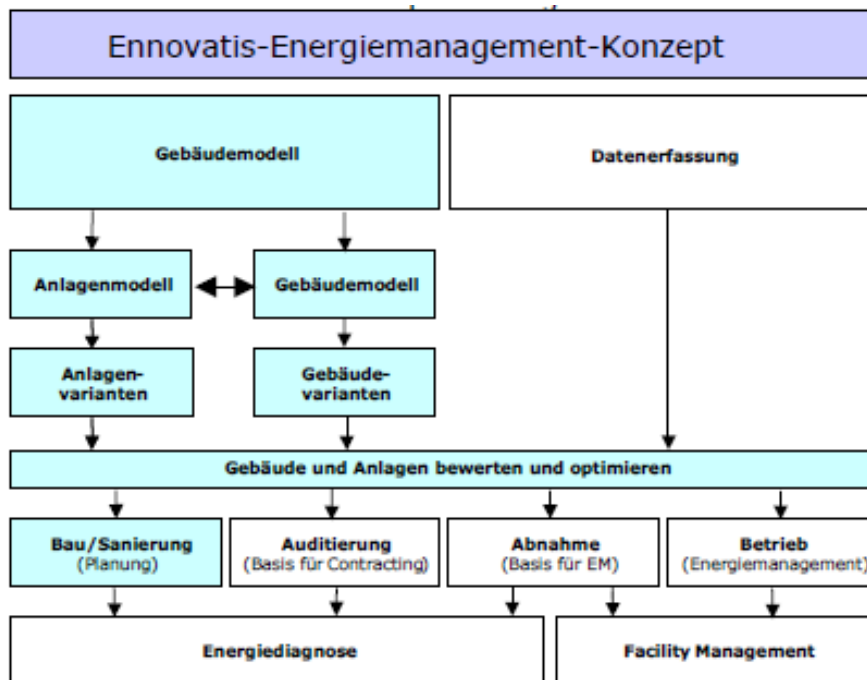 Ennovatis-Energiemanagement-Konzept
Gebäudemodell
Datenerfassung
Anlagenmodell
Gebäudemodell
Anlagen-
varianten
Gebäude-
varianten
Gebäude und Anlagen bewerten und optimieren
Bau/Sanierung
(Planung)
Auditierung
(Basis für Contracting)
Abnahme
(Basis für EM)
Betrieb
(Energiemanagement)
Energiediagnose
Facility Management